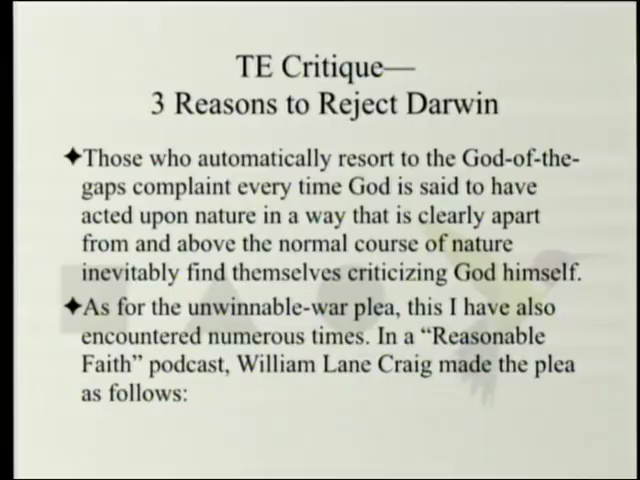 TE Critique—
3 Reasons to Reject Darwin
✦Those who automatically resort to the God-of-the-
gaps complaint every time God is said to have
acted upon nature in a way that is clearly apart
from and above the normal course of nature
inevitably find themselves criticizing God himself.
✦As for the unwinnable-war plea, this I have also
encountered numerous times. In a “Reasonable
Faith” podcast, William Lane Craig made the plea
as follows: